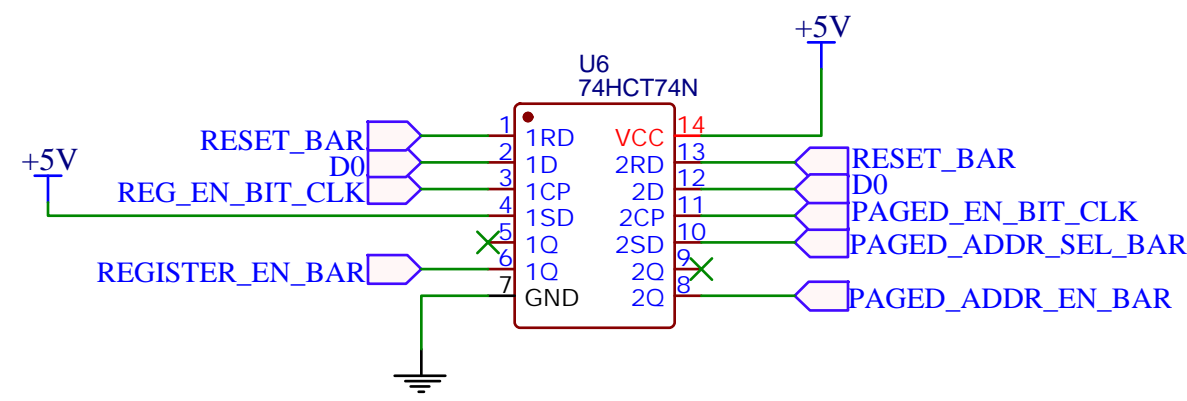 +5V
U6
74HCT74N
RESET_BAR 1 1RD VCC 14
+5V D0 2 1D 2RD 13 RESET_BAR
REG_EN_BIT_CLK 3 1CP 2D 12 D0
4 1SD 2CP 11 PAGED_EN_BIT_CLK
5 1Q 2SD 10 PAGED_ADDR_SEL_BAR
REGISTER_EN_BAR 6 1Q 2Q 9
7 GND 2Q 8 PAGED_ADDR_EN_BAR